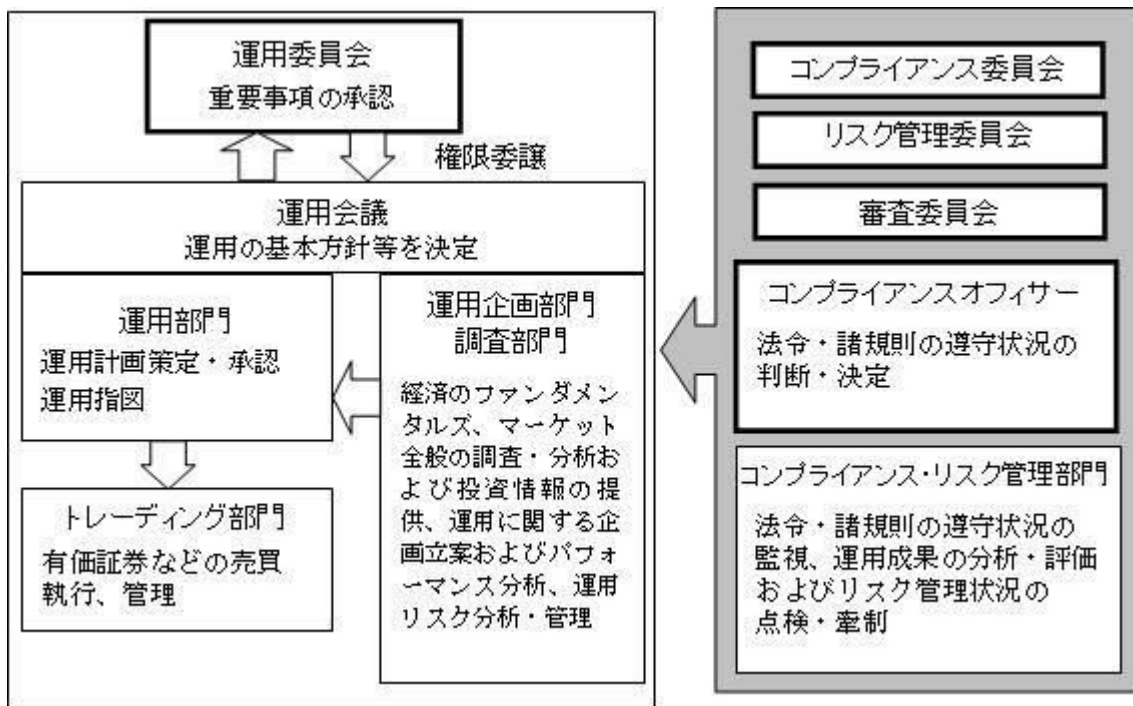 運用委員会
重要事項の承認
権限委譲
運用会議
運用の基本方針等を決定
運用部門
運用計画策定・承認
運用指図
トレーディング部門
有価証券などの売買
執行、管理
運用企画部門
調査部門
経済のファンダメン
タルズ、マーケット
全般の調査・分析お
よび投資情報の提
供、運用に関する企
画立案およびパフォ
ーマンス分析、運用
リスク分析・管理
コンプライアンス委員会
リスク管理委員会
審査委員会
コンプライアンスオフィサー
法令・諸規則の遵守状況の
判断・決定
コンプライアンス・リスク管理部門
法令・諸規則の遵守状況の
監視、運用成果の分析・評価
およびリスク管理状況の
点検・牽制